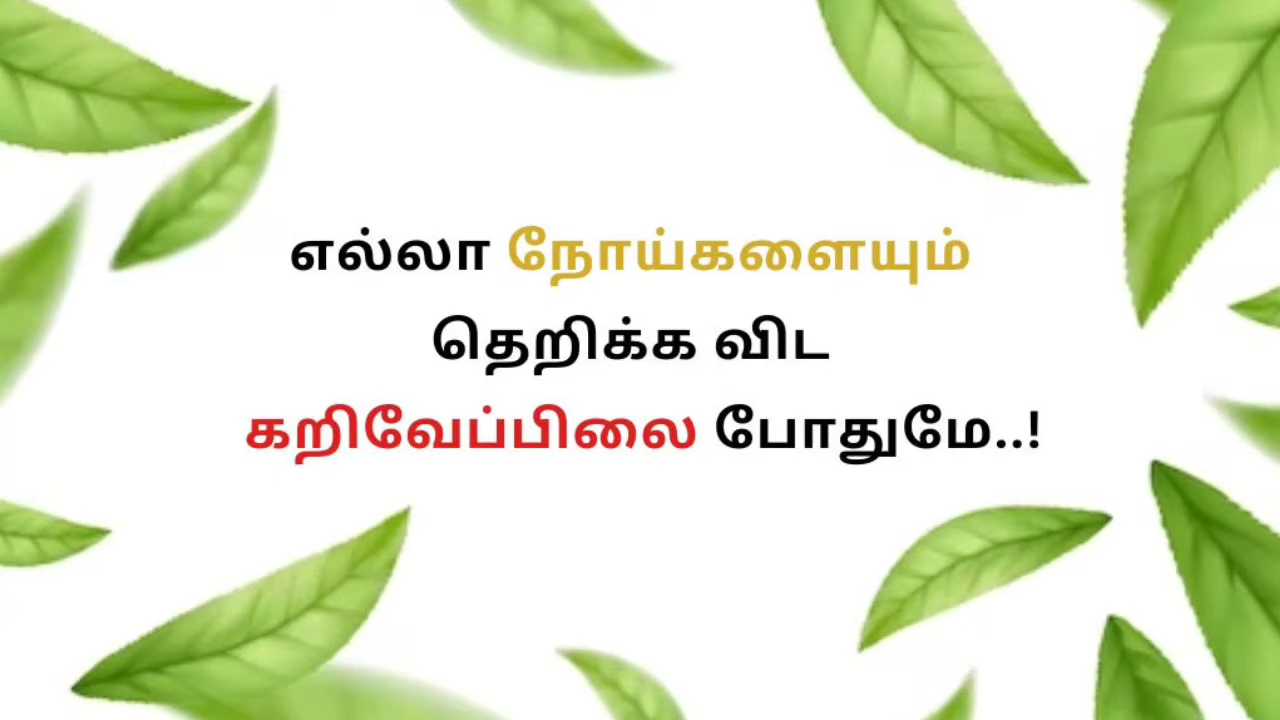 எல்லா நோய்களையும்
தெறிக்க விட
கறிவேப்பிலை போதுமே..!